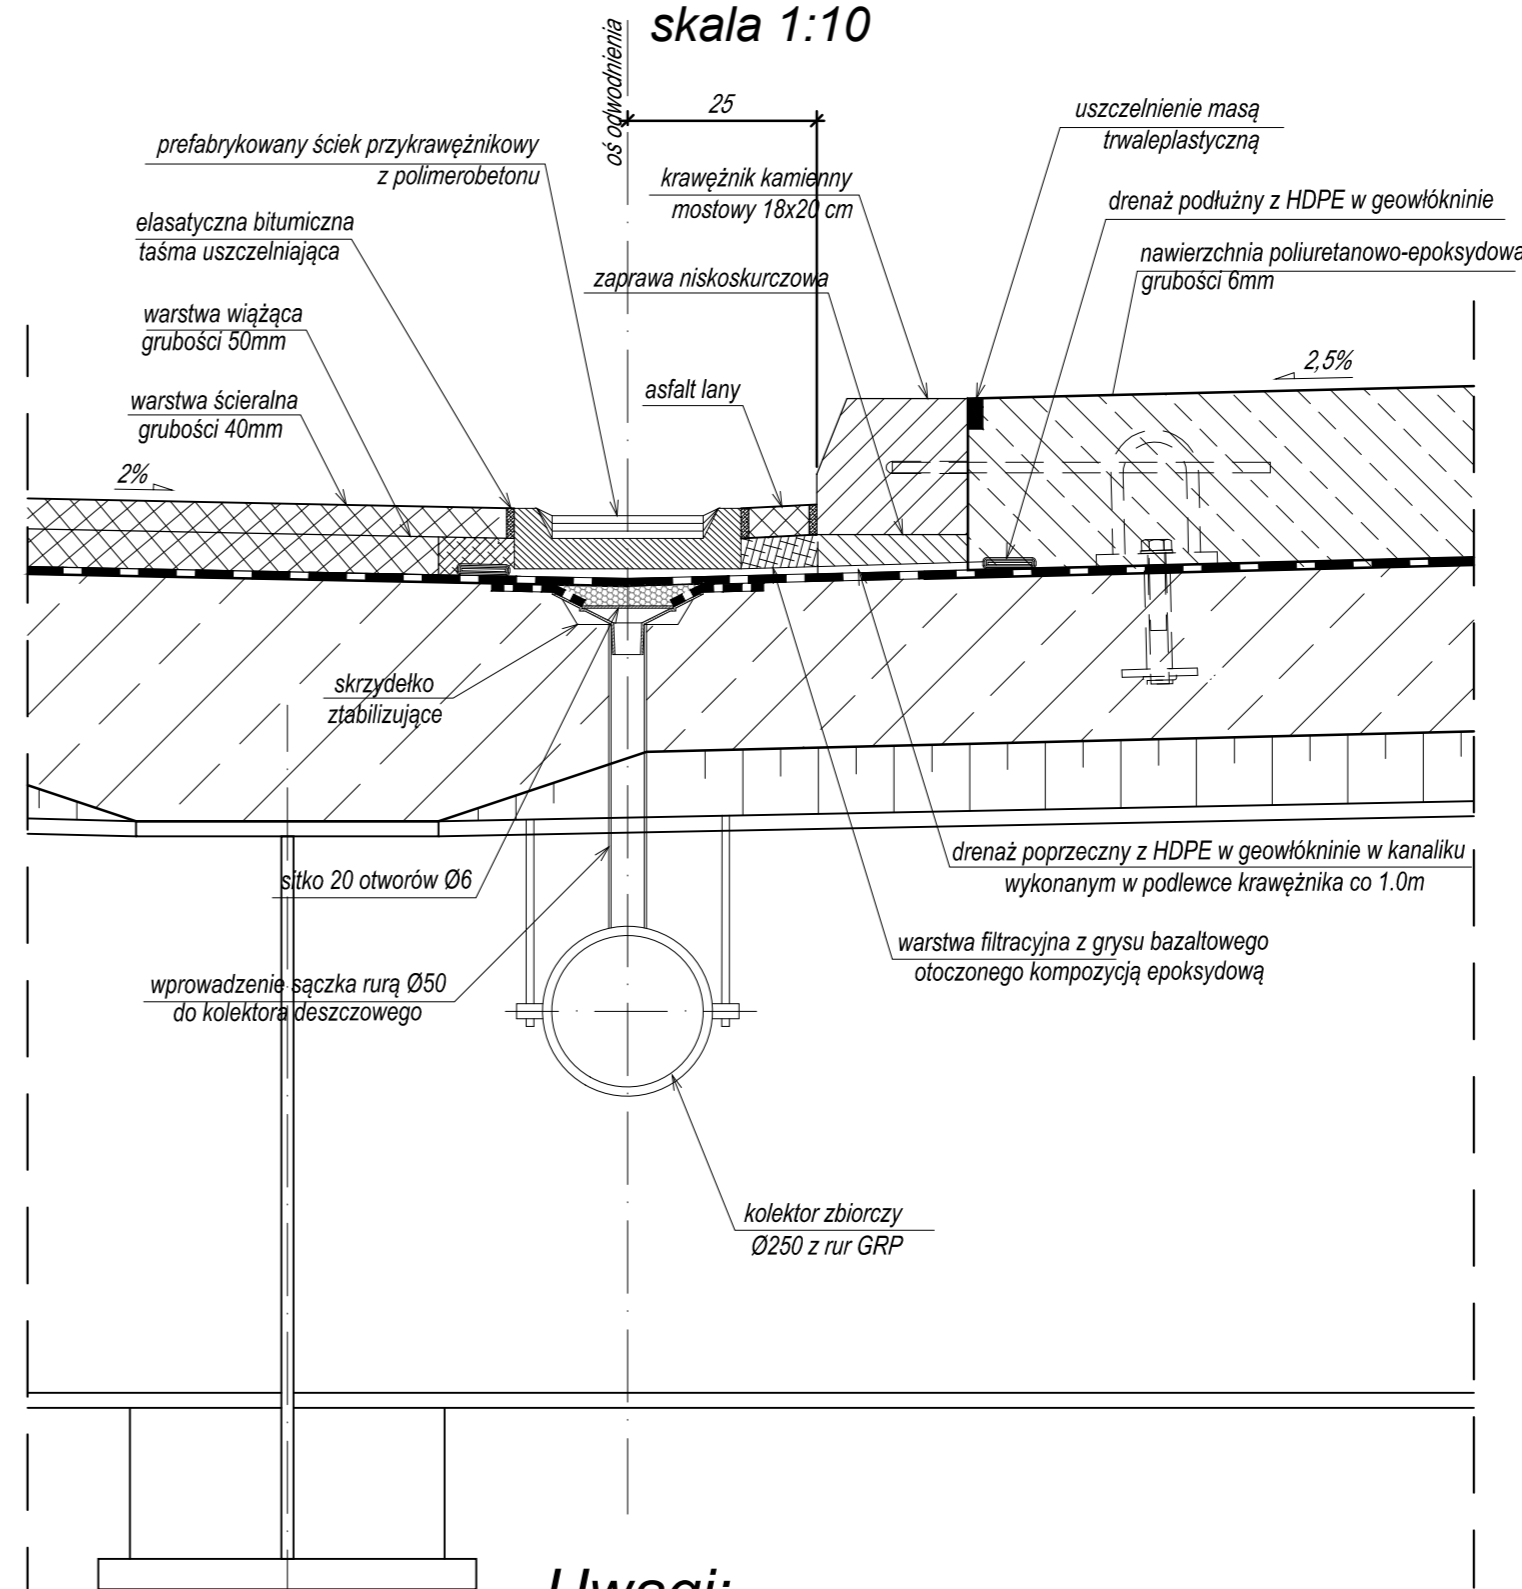 skala 1:10
oś odwodnienia
25
uszczelnienie masą
trwaleplastyczną
prefabrykowany ściek przykrawężnikowy
z polimerobetonu
krawężnik kamienny
mostowy 18x20 cm
drenaż podłużny z HDPE w geowłókninie
elasatyczna bitumiczna
taśma uszczelniająca
nawierzchnia poliuretanowo-epoksydowa
grubości 6mm
zaprawa niskoskurczowa
warstwa wiążąca
grubości 50mm
2,5%
asfalt lany
warstwa ścieralna
grubości 40mm
2%
skrzydełko
ztabilizujące
drenaż poprzeczny z HDPE w geowłókninie w kanaliku
wykonanym w podlewce krawężnika co 1.0m
sitko 20 otworów Ø6
warstwa filtracyjna z grysu bazaltowego
otoczonego kompozycją epoksydową
wprowadzenie sączka rurą Ø50
do kolektora deszczowego
kolektor zbiorczy
Ø250 z rur GRP
Uwagi: